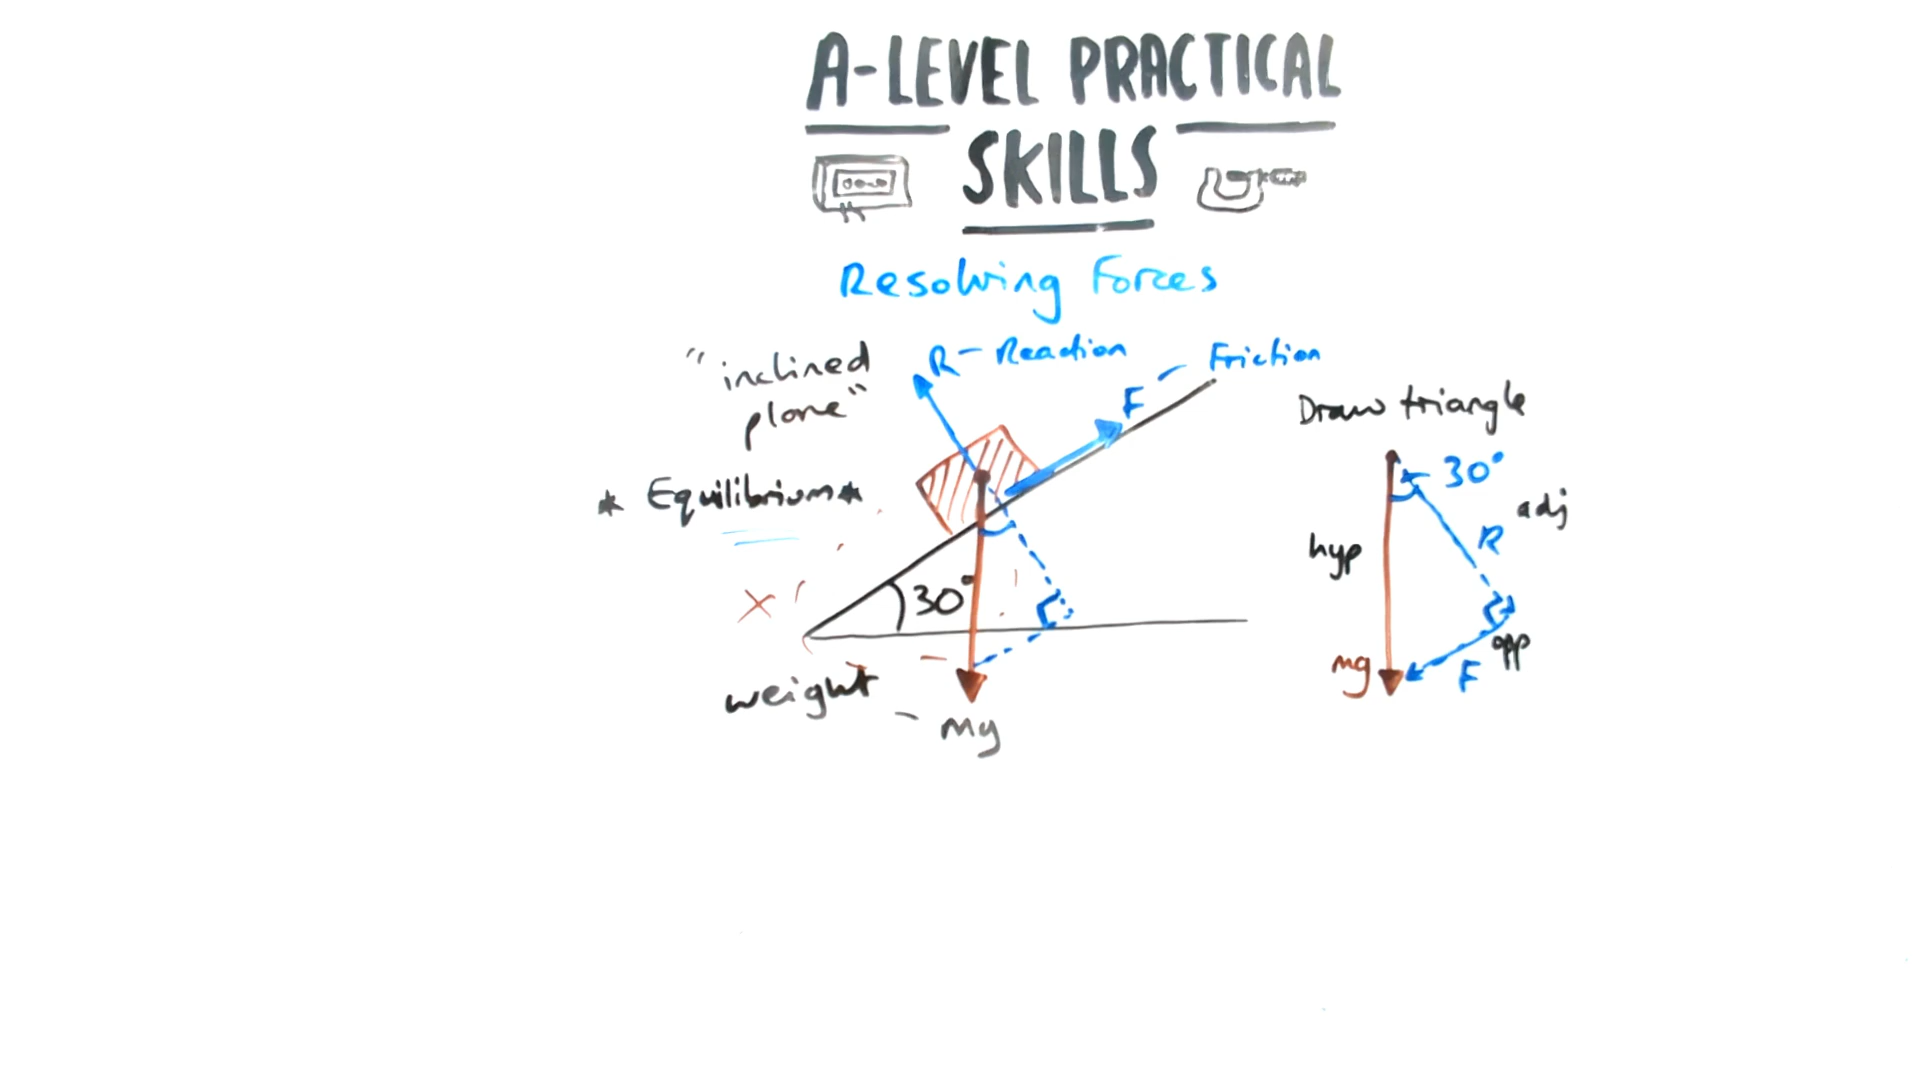 A-LEVEL PRACTICAL
SKILLS
Resolving Forces
"inclined
plane"
R - Reaction
F - Friction
* Equilibrium *
30°
weight - mg
Draw triangle
30°
adj
hyp
R
opp
mg
F